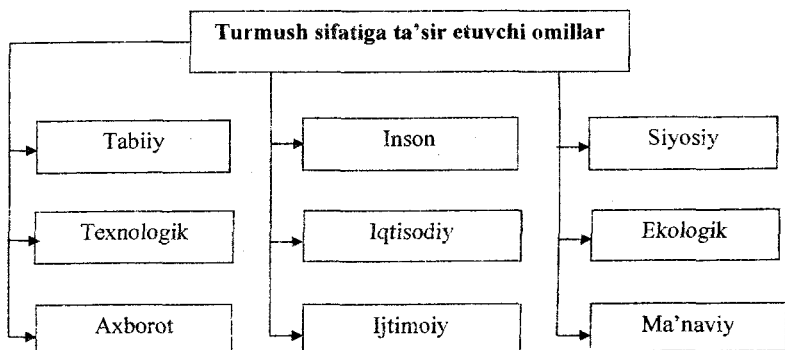 Turmush sifatiga ta’sir etuvchi omillar
Tabiiy
Inson
Siyosiy
Texnologik
Iqtisodiy
Ekologik
Axborot
Ijtimoiy
Ma’naviy